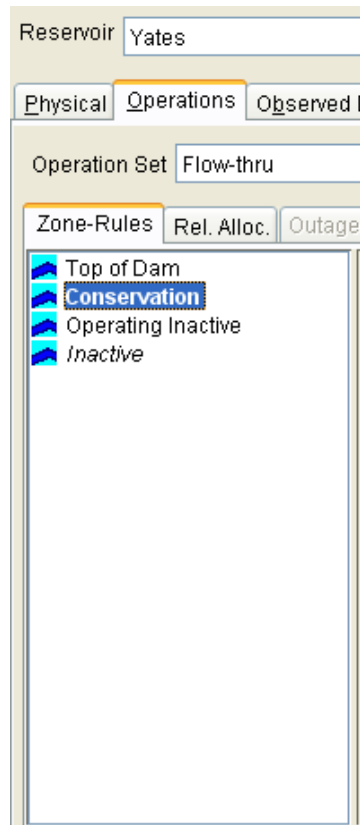 Reservoir Yates
Physical Operations Observed
Operation Set Flow-thru
Zone-Rules Rel. Alloc. Outage
Top of Dam
Conservation
Operating Inactive
Inactive